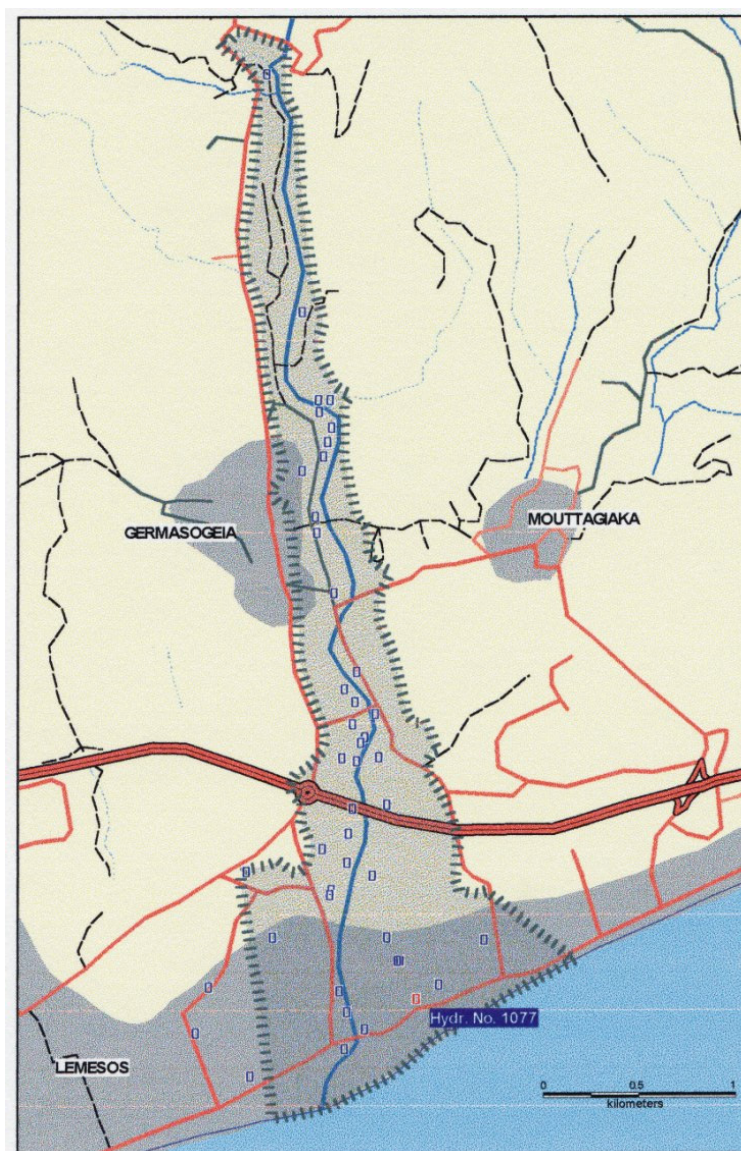 GERMASOGEIA
MOUTTAGIAKA
Hydr. No. 1077
LEMESOS
0 0.5 1
kilometers